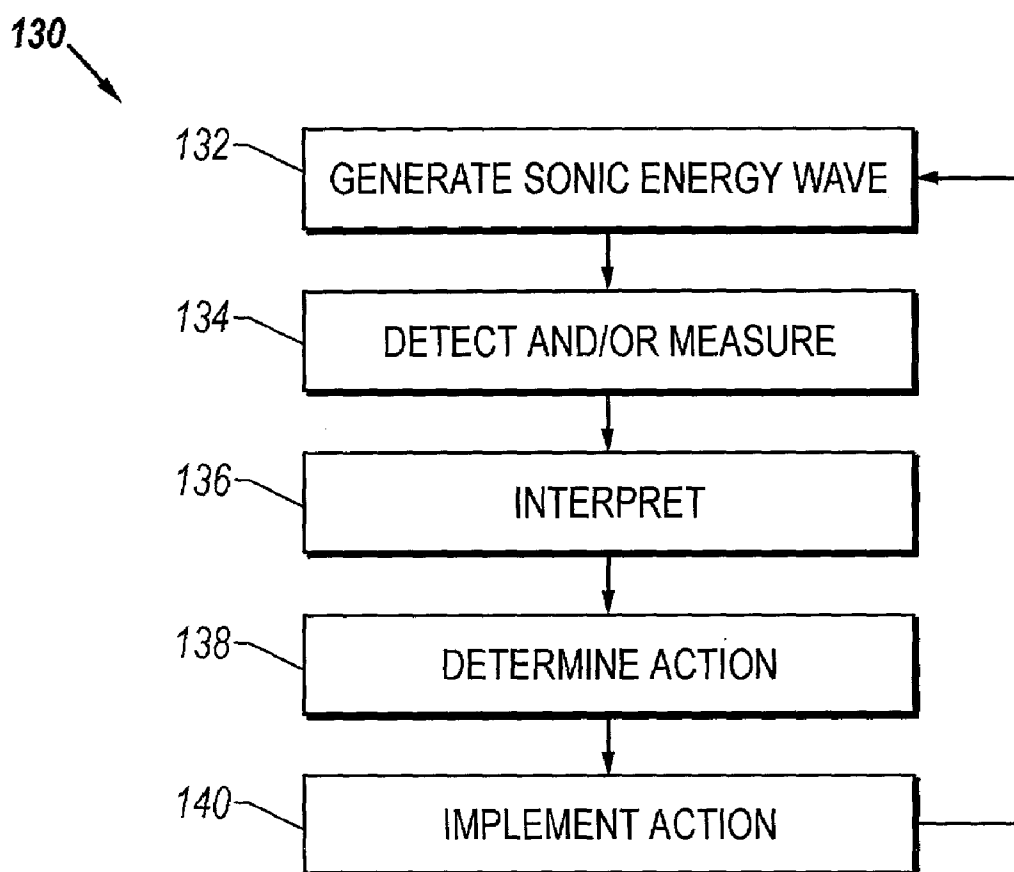 130
132 GENERATE SONIC ENERGY WAVE
134 DETECT AND/OR MEASURE
136 INTERPRET
138 DETERMINE ACTION
140 IMPLEMENT ACTION